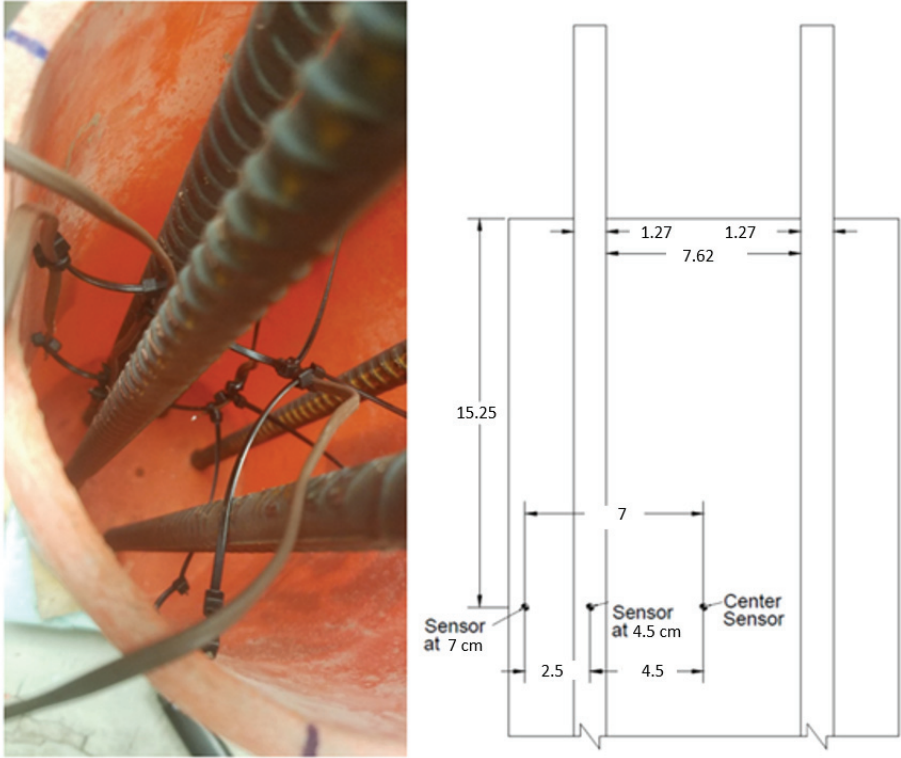 1.27
1.27
7.62
15.25
7
Sensor
at 7 cm
Sensor
at 4.5 cm
Center
Sensor
2.5
4.5